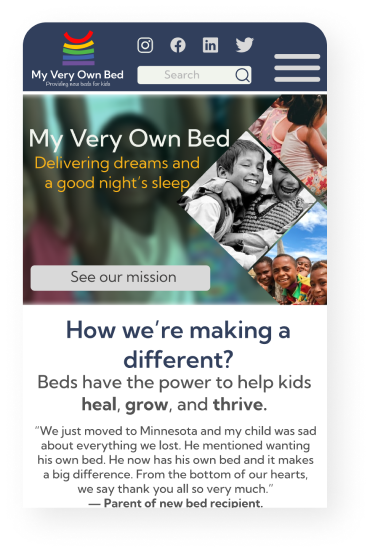 My Very Own Bed
Providing new beds for kids
Search
My Very Own Bed
Delivering dreams and
a good night's sleep
See our mission
How we're making a
different?
Beds have the power to help kids
heal, grow, and thrive.
"We just moved to Minnesota and my child was sad
about everything we lost. He mentioned wanting
his own bed. He now has his own bed and it makes
a big difference. From the bottom of our hearts,
we say thank you all so very much."
— Parent of new bed recipient.